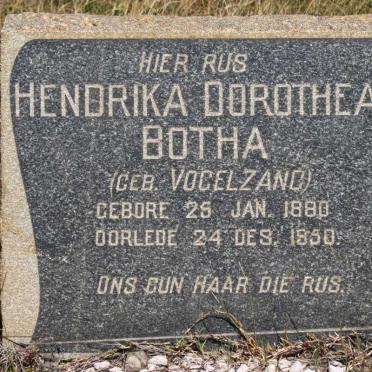 HIER RUS
HENDRIKA DOROTHEA
BOTHA
(GEB. VOGELZANG)
GEBORE 25 JAN. 1880
OORLEDE 24 DES. 1950.
ONS GUN HAAR DIE RUS.